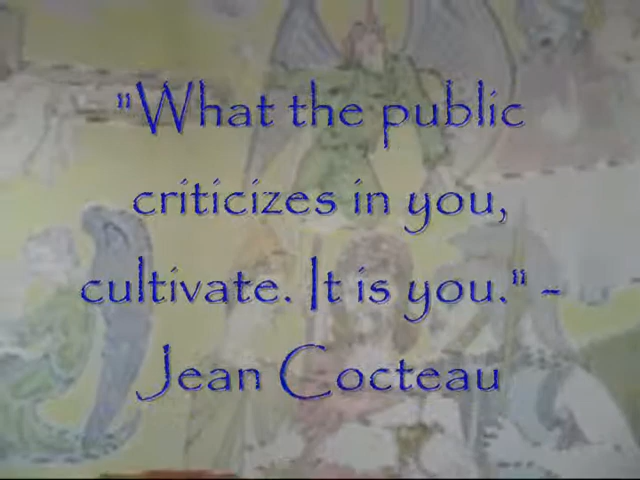 "What the public
criticizes in you,
cultivate. It is you." -
Jean Cocteau